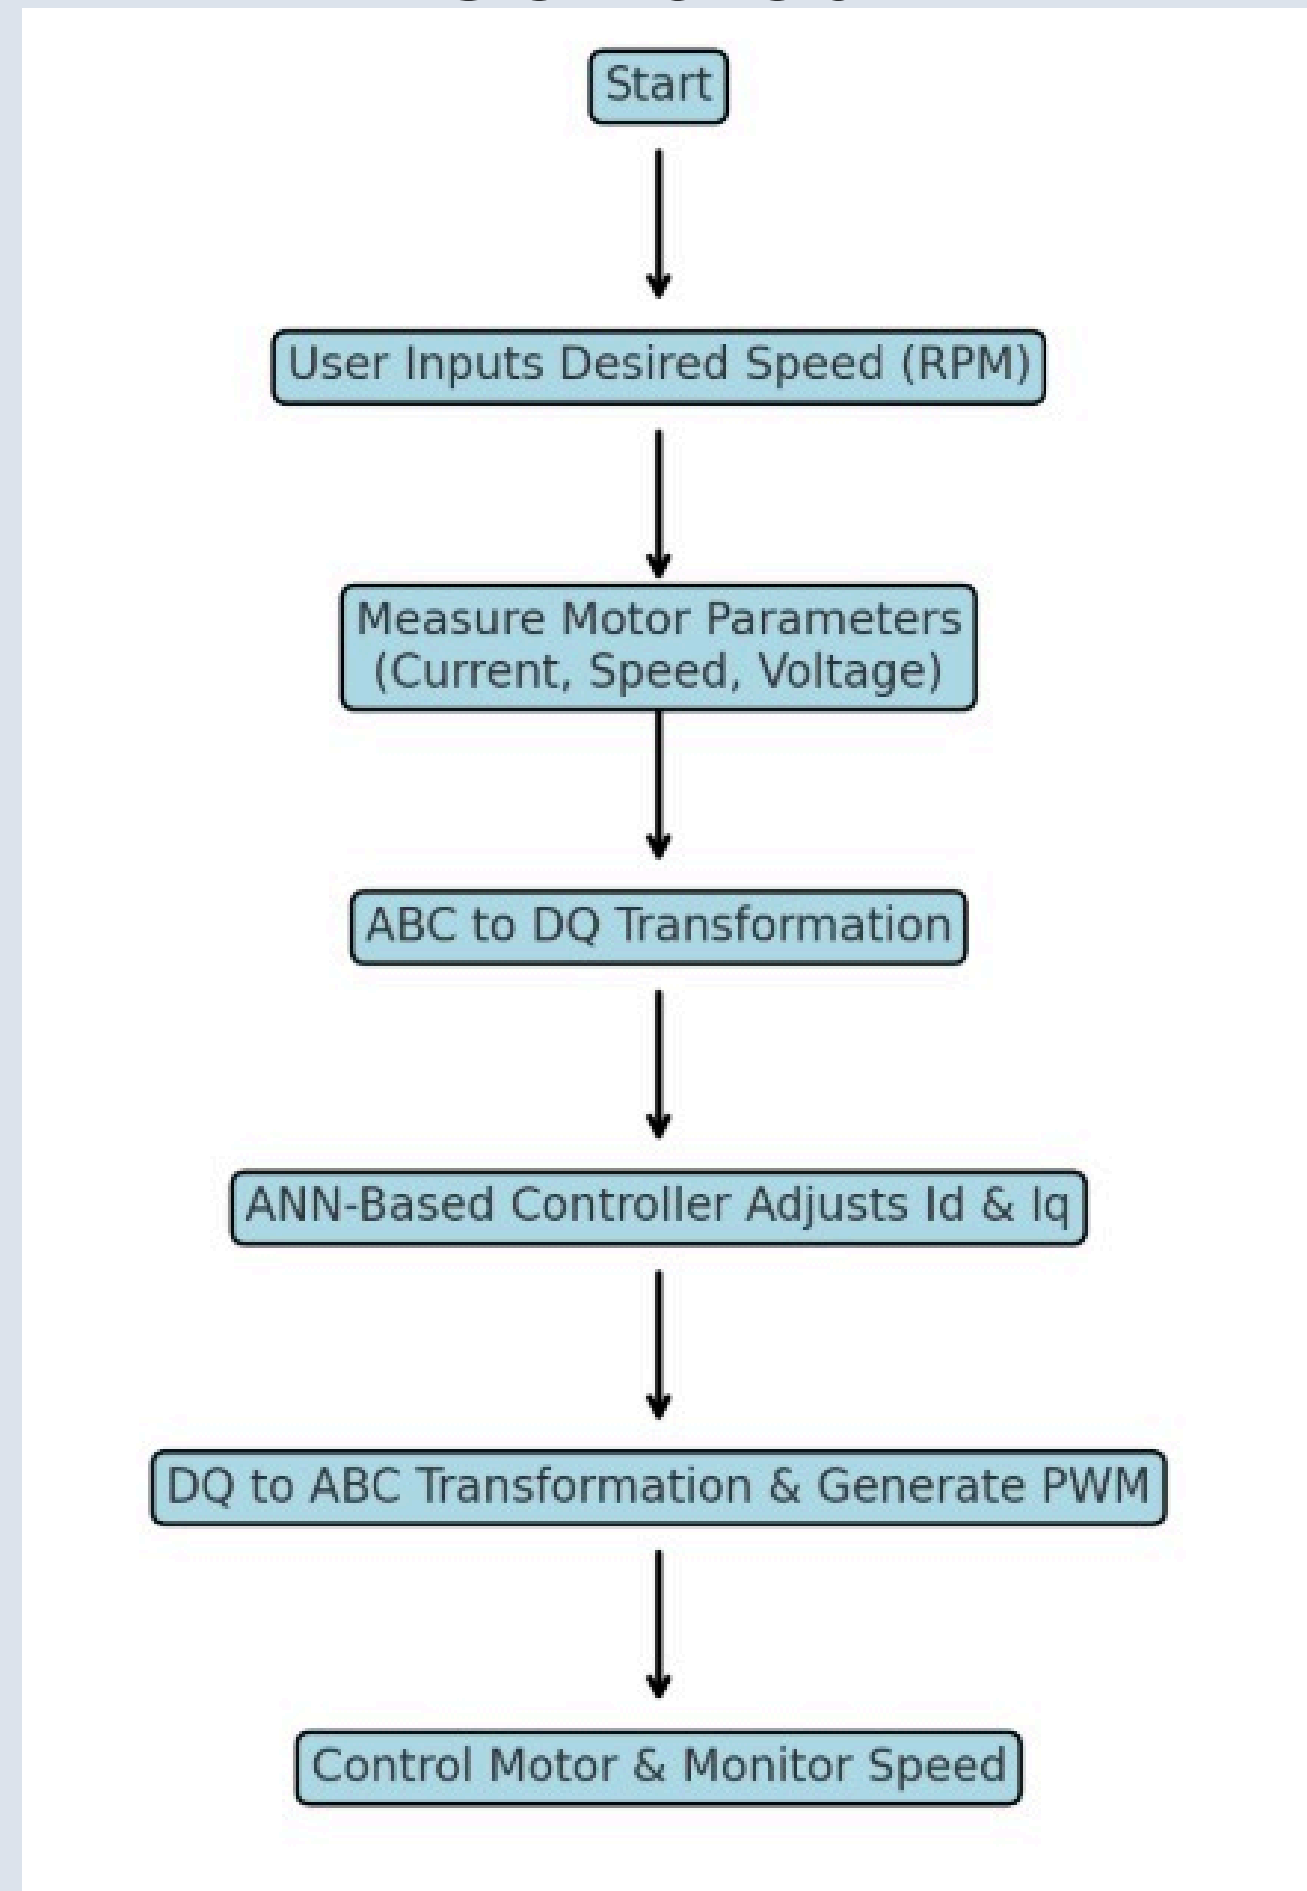 Start
User Inputs Desired Speed (RPM)
Measure Motor Parameters
(Current, Speed, Voltage)
ABC to DQ Transformation
ANN-Based Controller Adjusts Id & Iq
DQ to ABC Transformation & Generate PWM
Control Motor & Monitor Speed